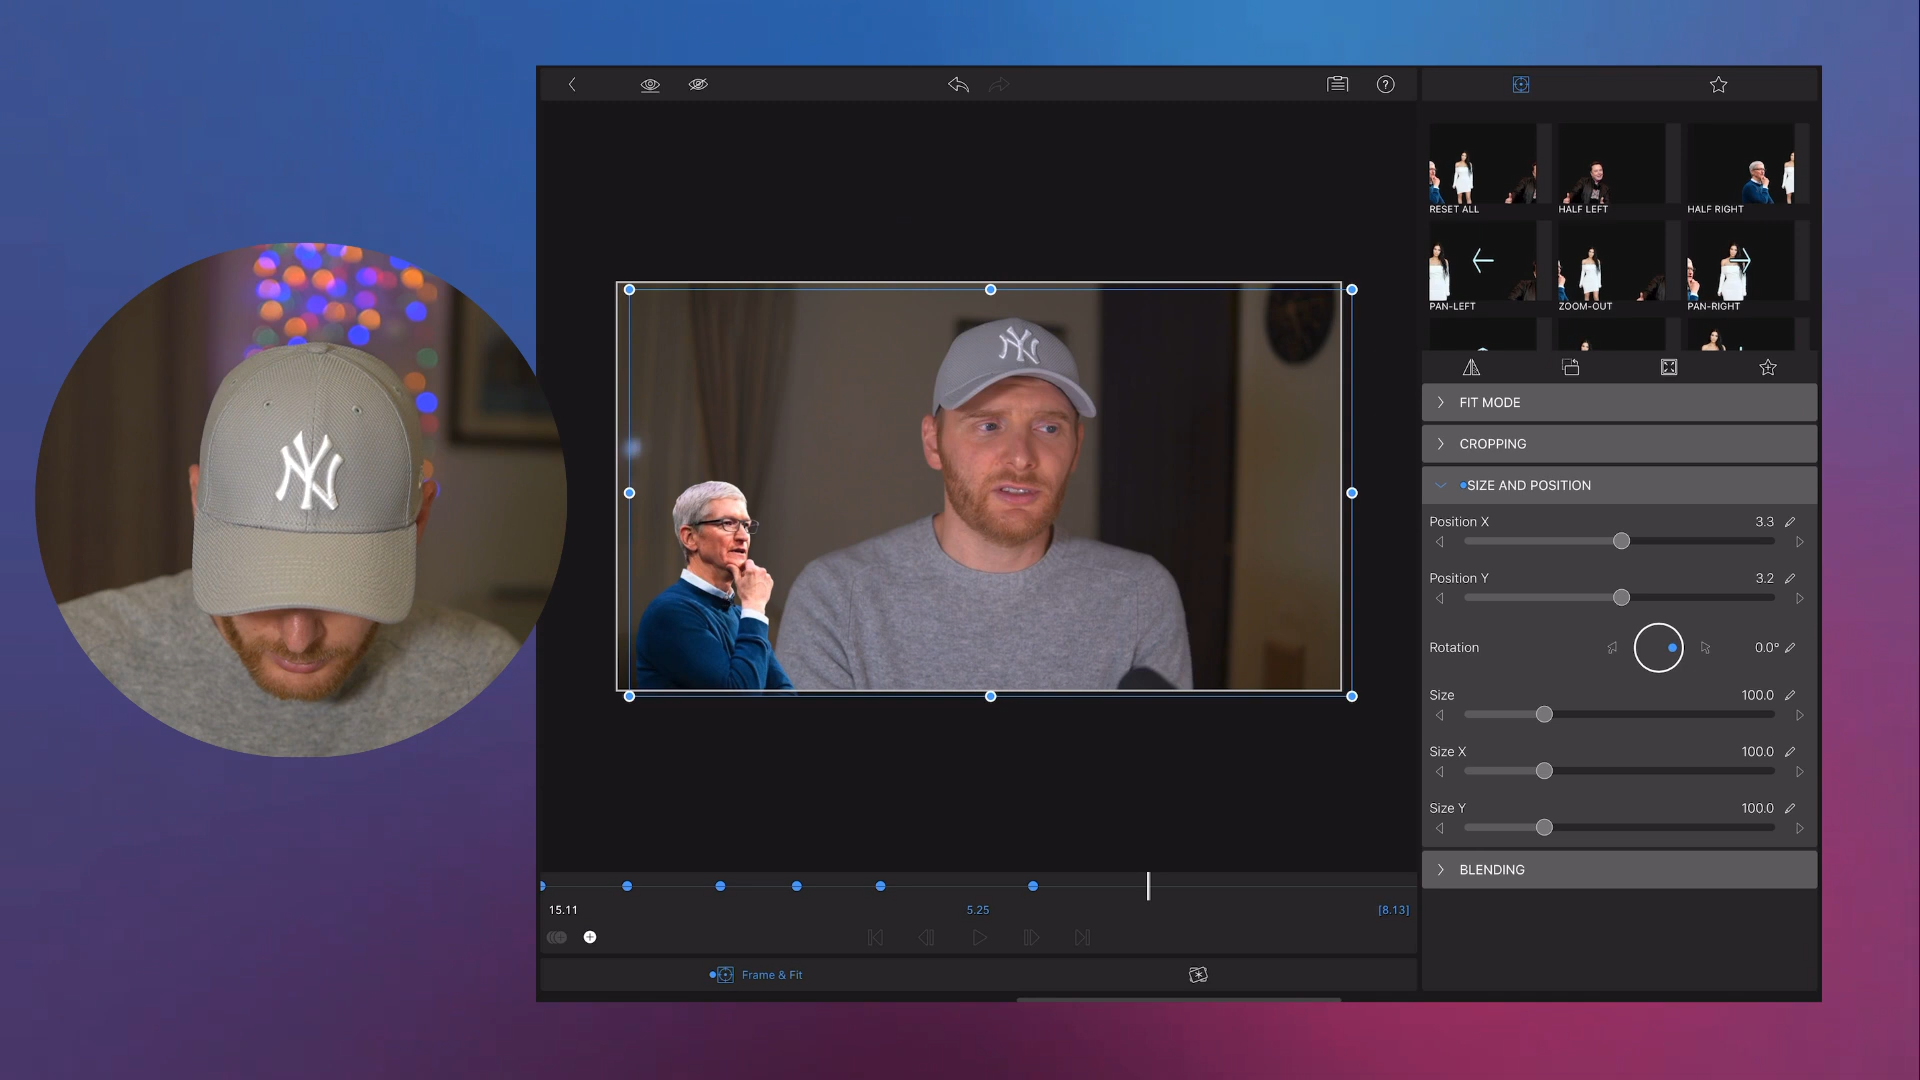 NY
NY
RESET ALL
HALF LEFT
HALF RIGHT
PAN-LEFT
ZOOM-OUT
PAN-RIGHT
FIT MODE
CROPPING
SIZE AND POSITION
Position X 3.3
Position Y 3.2
Rotation 0.0°
Size 100.0
Size X 100.0
Size Y 100.0
BLENDING
15.11 5.25 [8.13]
Frame & Fit